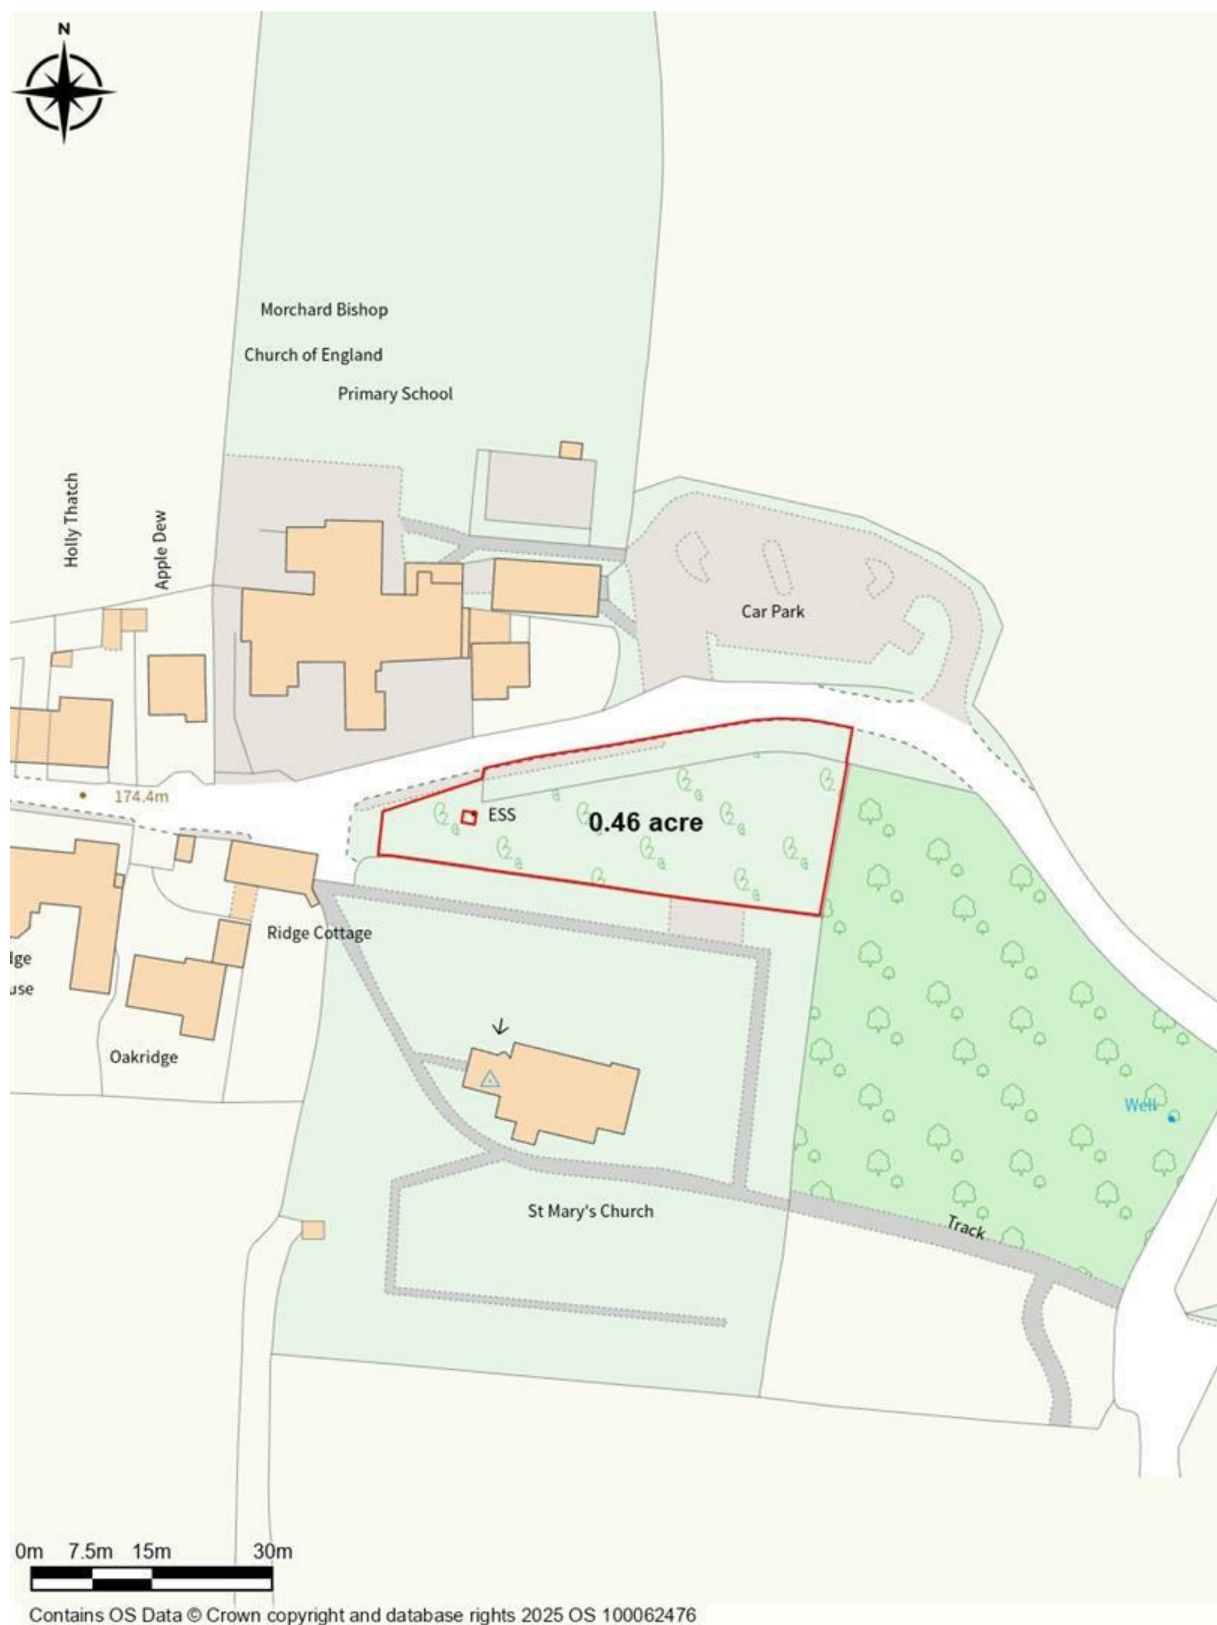 N
Morchard Bishop
Church of England
Primary School
Holly Thatch
Apple Dew
Car Park
174.4m
ESS
0.46 acre
Ridge Cottage
lge
use
Oakridge
Well
St Mary's Church
Track
0m 7.5m 15m 30m
Contains OS Data © Crown copyright and database rights 2025 OS 100062476